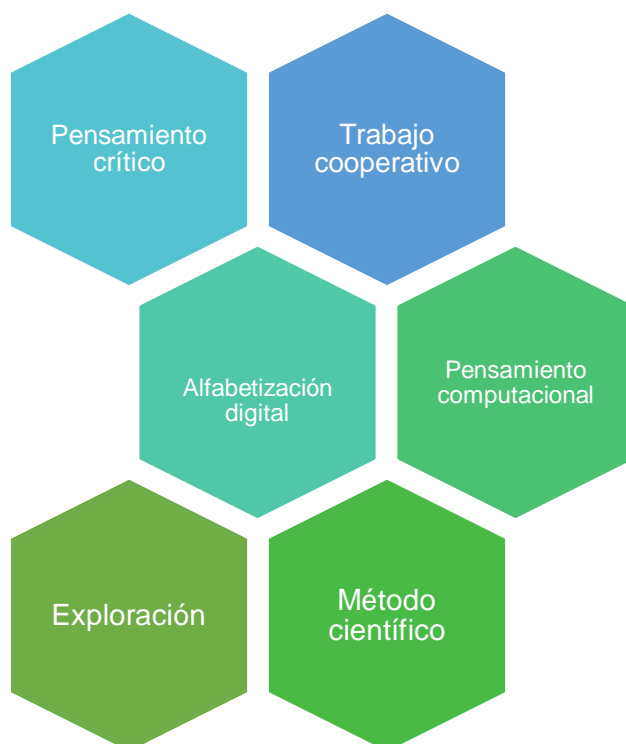 Pensamiento
crítico
Trabajo
cooperativo
Alfabetización
digital
Pensamiento
computacional
Exploración
Método
científico